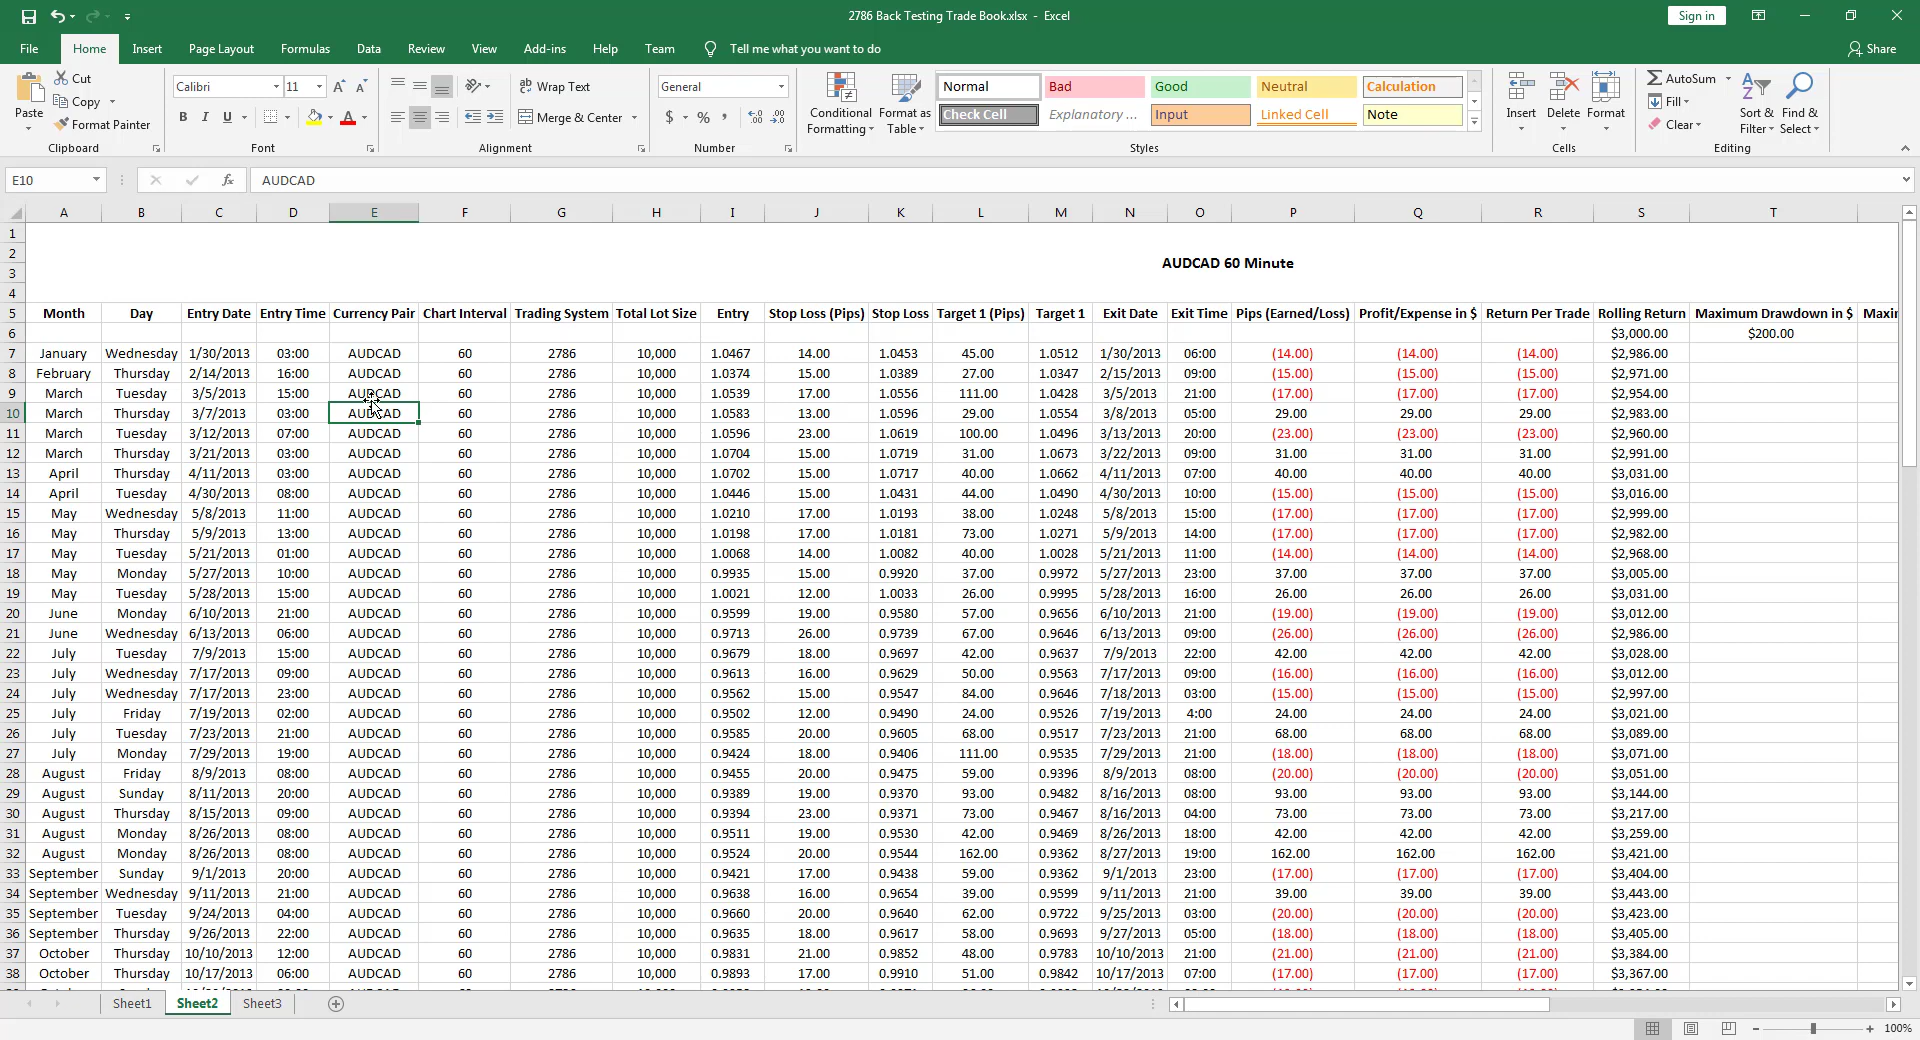 2786 Back Testing Trade Book.xlsx - Excel
Sign in
File Home Insert Page Layout Formulas Data Review View Add-ins Help Team Tell me what you want to do Share
Paste
Cut
Copy
Format Painter
Clipboard
Calibri 11
B I U
Font
Wrap Text
Merge & Center
Alignment
General
$ % ,
Number
Conditional Formatting
Format as Table
Normal Bad Good Neutral Calculation
Check Cell Explanatory ... Input Linked Cell Note
Styles
Insert Delete Format
Cells
AutoSum
Fill
Clear
Sort & Filter
Find & Select
Editing
E10 fx AUDCAD
A B C D E F G H I J K L M N O P Q R S T
1
2 AUDCAD 60 Minute
3
4
5 Month Day Entry Date Entry Time Currency Pair Chart Interval Trading System Total Lot Size Entry Stop Loss (Pips) Stop Loss Target 1 (Pips) Target 1 Exit Date Exit Time Pips (Earned/Loss) Profit/Expense in $ Return Per Trade Rolling Return Maximum Drawdown in $
6 $3,000.00 $200.00
7 January Wednesday 1/30/2013 03:00 AUDCAD 60 2786 10,000 1.0467 14.00 1.0453 45.00 1.0512 1/30/2013 06:00 (14.00) (14.00) (14.00) $2,986.00
8 February Thursday 2/14/2013 16:00 AUDCAD 60 2786 10,000 1.0374 15.00 1.0389 27.00 1.0347 2/15/2013 09:00 (15.00) (15.00) (15.00) $2,971.00
9 March Tuesday 3/5/2013 15:00 AUDCAD 60 2786 10,000 1.0539 17.00 1.0556 111.00 1.0428 3/5/2013 21:00 (17.00) (17.00) (17.00) $2,954.00
10 March Thursday 3/7/2013 03:00 AUDCAD 60 2786 10,000 1.0583 13.00 1.0596 29.00 1.0554 3/8/2013 05:00 29.00 29.00 29.00 $2,983.00
11 March Tuesday 3/12/2013 07:00 AUDCAD 60 2786 10,000 1.0596 23.00 1.0619 100.00 1.0496 3/13/2013 20:00 (23.00) (23.00) (23.00) $2,960.00
12 March Thursday 3/21/2013 03:00 AUDCAD 60 2786 10,000 1.0704 15.00 1.0719 31.00 1.0673 3/22/2013 09:00 31.00 31.00 31.00 $2,991.00
13 April Thursday 4/11/2013 03:00 AUDCAD 60 2786 10,000 1.0702 15.00 1.0717 40.00 1.0662 4/11/2013 07:00 40.00 40.00 40.00 $3,031.00
14 April Tuesday 4/30/2013 08:00 AUDCAD 60 2786 10,000 1.0446 15.00 1.0431 44.00 1.0490 4/30/2013 10:00 (15.00) (15.00) (15.00) $3,016.00
15 May Wednesday 5/8/2013 11:00 AUDCAD 60 2786 10,000 1.0210 17.00 1.0193 38.00 1.0248 5/8/2013 15:00 (17.00) (17.00) (17.00) $2,999.00
16 May Thursday 5/9/2013 13:00 AUDCAD 60 2786 10,000 1.0198 17.00 1.0181 73.00 1.0271 5/9/2013 14:00 (17.00) (17.00) (17.00) $2,982.00
17 May Tuesday 5/21/2013 01:00 AUDCAD 60 2786 10,000 1.0068 14.00 1.0082 40.00 1.0028 5/21/2013 11:00 (14.00) (14.00) (14.00) $2,968.00
18 May Monday 5/27/2013 10:00 AUDCAD 60 2786 10,000 0.9935 15.00 0.9920 37.00 0.9972 5/27/2013 23:00 37.00 37.00 37.00 $3,005.00
19 May Tuesday 5/28/2013 15:00 AUDCAD 60 2786 10,000 1.0021 12.00 1.0033 26.00 0.9995 5/28/2013 16:00 26.00 26.00 26.00 $3,031.00
20 June Monday 6/10/2013 21:00 AUDCAD 60 2786 10,000 0.9599 19.00 0.9580 57.00 0.9656 6/10/2013 21:00 (19.00) (19.00) (19.00) $3,012.00
21 June Wednesday 6/13/2013 06:00 AUDCAD 60 2786 10,000 0.9713 26.00 0.9739 67.00 0.9646 6/13/2013 09:00 (26.00) (26.00) (26.00) $2,986.00
22 July Tuesday 7/9/2013 15:00 AUDCAD 60 2786 10,000 0.9679 18.00 0.9697 42.00 0.9637 7/9/2013 22:00 42.00 42.00 42.00 $3,028.00
23 July Wednesday 7/17/2013 09:00 AUDCAD 60 2786 10,000 0.9613 16.00 0.9629 50.00 0.9563 7/17/2013 09:00 (16.00) (16.00) (16.00) $3,012.00
24 July Wednesday 7/17/2013 23:00 AUDCAD 60 2786 10,000 0.9562 15.00 0.9547 84.00 0.9646 7/18/2013 03:00 (15.00) (15.00) (15.00) $2,997.00
25 July Friday 7/19/2013 02:00 AUDCAD 60 2786 10,000 0.9502 12.00 0.9490 24.00 0.9526 7/19/2013 4:00 24.00 24.00 24.00 $3,021.00
26 July Tuesday 7/23/2013 21:00 AUDCAD 60 2786 10,000 0.9585 20.00 0.9605 68.00 0.9517 7/23/2013 21:00 68.00 68.00 68.00 $3,089.00
27 July Monday 7/29/2013 19:00 AUDCAD 60 2786 10,000 0.9424 18.00 0.9406 111.00 0.9535 7/29/2013 21:00 (18.00) (18.00) (18.00) $3,071.00
28 August Friday 8/9/2013 08:00 AUDCAD 60 2786 10,000 0.9455 20.00 0.9475 59.00 0.9396 8/9/2013 08:00 (20.00) (20.00) (20.00) $3,051.00
29 August Sunday 8/11/2013 20:00 AUDCAD 60 2786 10,000 0.9389 19.00 0.9370 93.00 0.9482 8/16/2013 08:00 93.00 93.00 93.00 $3,144.00
30 August Thursday 8/15/2013 09:00 AUDCAD 60 2786 10,000 0.9394 23.00 0.9371 73.00 0.9467 8/16/2013 04:00 73.00 73.00 73.00 $3,217.00
31 August Monday 8/26/2013 08:00 AUDCAD 60 2786 10,000 0.9511 19.00 0.9530 42.00 0.9469 8/26/2013 18:00 42.00 42.00 42.00 $3,259.00
32 August Monday 8/26/2013 08:00 AUDCAD 60 2786 10,000 0.9524 20.00 0.9544 162.00 0.9362 8/27/2013 19:00 162.00 162.00 162.00 $3,421.00
33 September Sunday 9/1/2013 20:00 AUDCAD 60 2786 10,000 0.9421 17.00 0.9438 59.00 0.9362 9/1/2013 23:00 (17.00) (17.00) (17.00) $3,404.00
34 September Wednesday 9/11/2013 21:00 AUDCAD 60 2786 10,000 0.9638 16.00 0.9654 39.00 0.9599 9/11/2013 21:00 39.00 39.00 39.00 $3,443.00
35 September Tuesday 9/24/2013 04:00 AUDCAD 60 2786 10,000 0.9660 20.00 0.9640 62.00 0.9722 9/25/2013 03:00 (20.00) (20.00) (20.00) $3,423.00
36 September Thursday 9/26/2013 22:00 AUDCAD 60 2786 10,000 0.9635 18.00 0.9617 58.00 0.9693 9/27/2013 05:00 (18.00) (18.00) (18.00) $3,405.00
37 October Thursday 10/10/2013 12:00 AUDCAD 60 2786 10,000 0.9831 21.00 0.9852 48.00 0.9783 10/10/2013 21:00 (21.00) (21.00) (21.00) $3,384.00
38 October Thursday 10/17/2013 06:00 AUDCAD 60 2786 10,000 0.9893 17.00 0.9910 51.00 0.9842 10/17/2013 07:00 (17.00) (17.00) (17.00) $3,367.00
Sheet1 Sheet2 Sheet3
100%